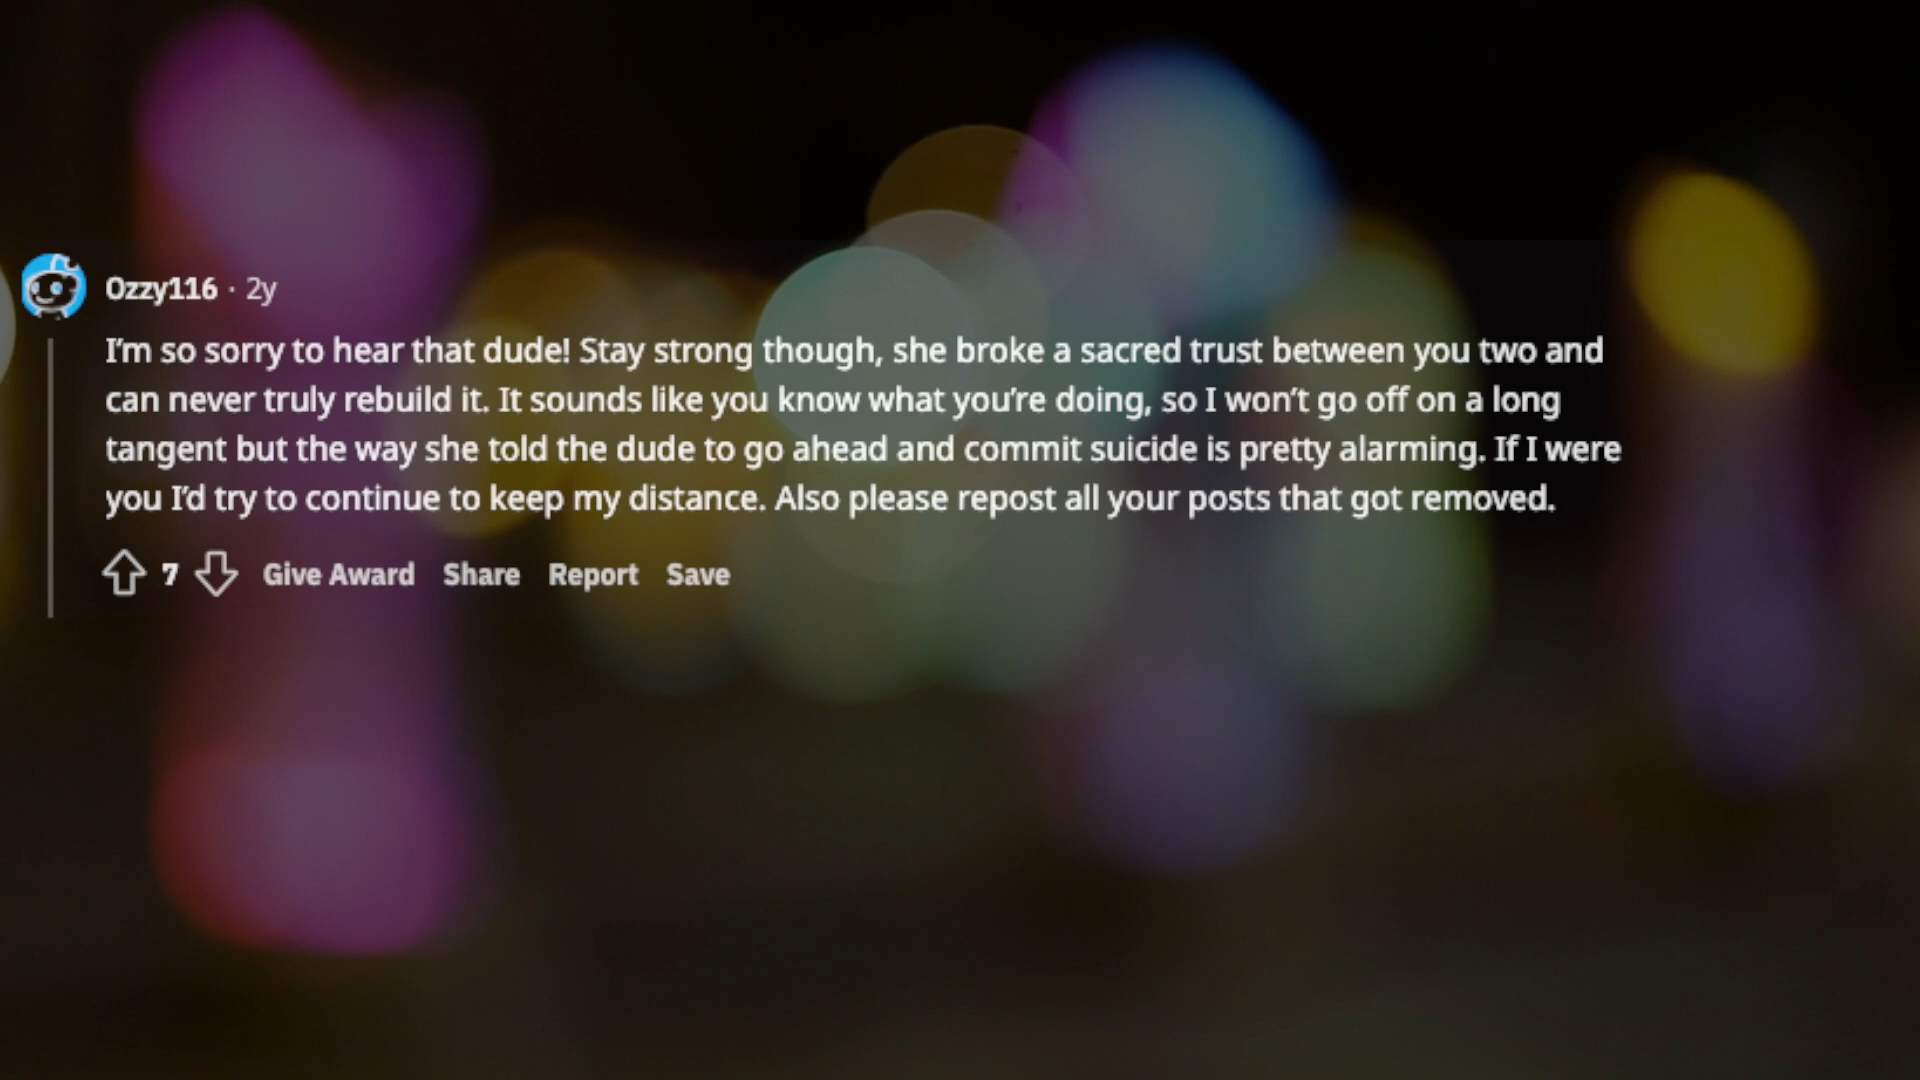 Ozzy116 · 2y
I'm so sorry to hear that dude! Stay strong though, she broke a sacred trust between you two and
can never truly rebuild it. It sounds like you know what you're doing, so I won't go off on a long
tangent but the way she told the dude to go ahead and commit suicide is pretty alarming. If I were
you I'd try to continue to keep my distance. Also please repost all your posts that got removed.
7 Give Award Share Report Save